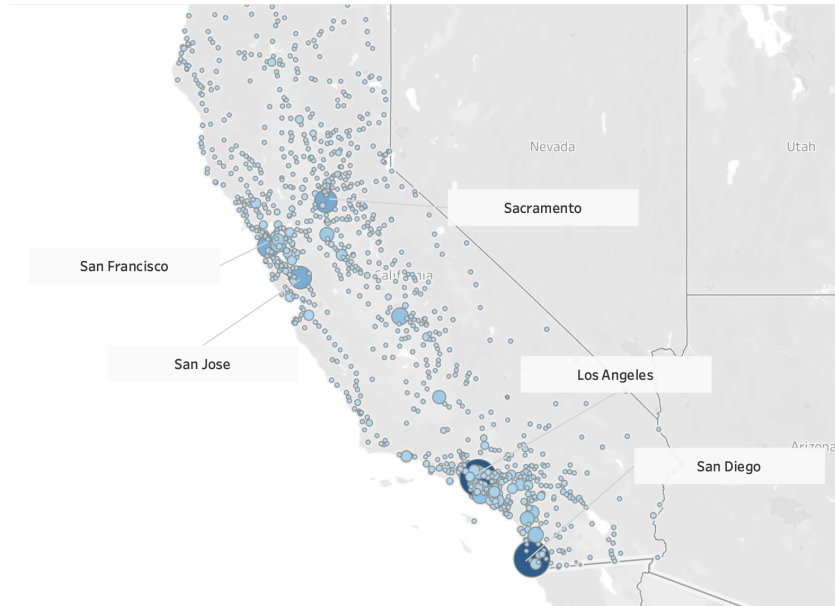 Nevada
Utah
Sacramento
San Francisco
California
San Jose
Los Angeles
Arizona
San Diego